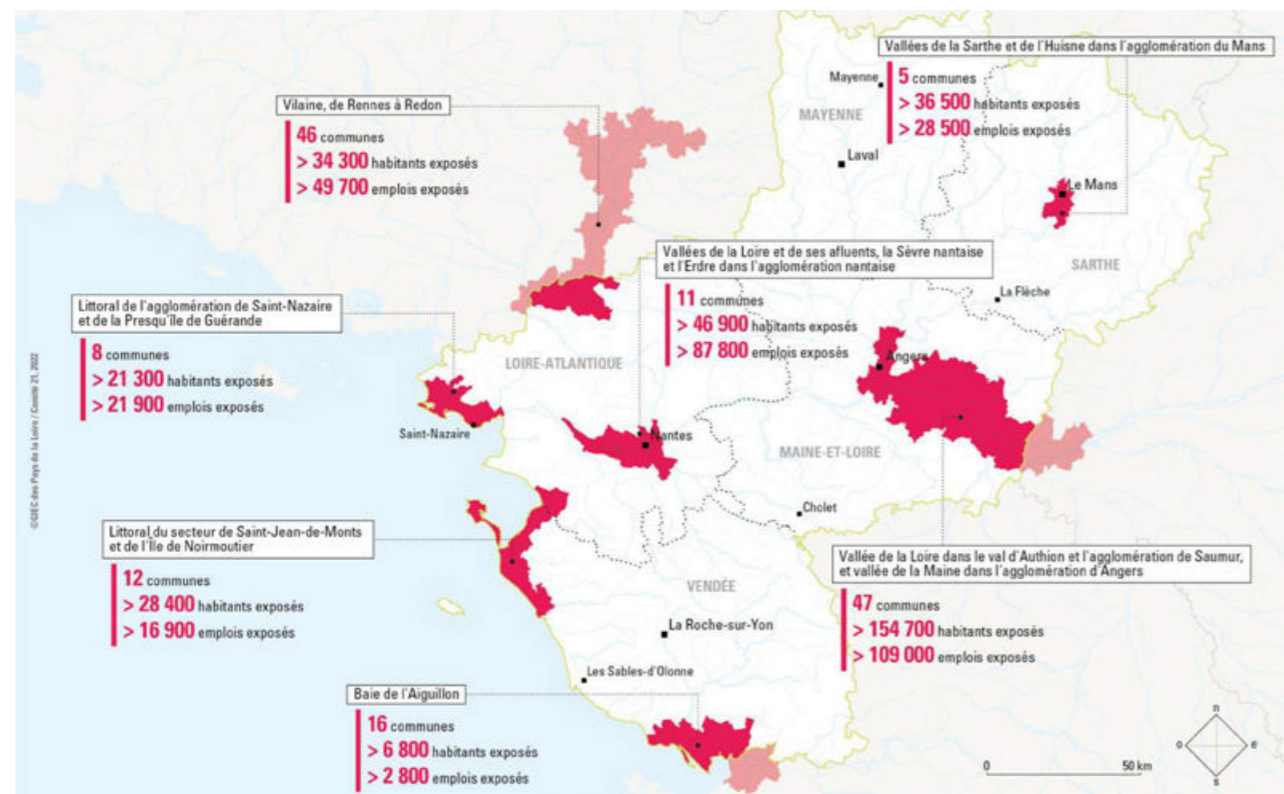 Vallées de la Sarthe et de l'Huisne dans l'agglomération du Mans
5 communes
> 36 500 habitants exposés
> 28 500 emplois exposés
Mayenne
MAYENNE
Laval
Le Mans
SARTHE
La Flèche
Vilaine, de Rennes à Redon
46 communes
> 34 300 habitants exposés
> 49 700 emplois exposés
Vallées de la Loire et de ses afluents, la Sèvre nantaise
et l'Erdre dans l'agglomération nantaise
11 communes
> 46 900 habitants exposés
> 87 800 emplois exposés
Littoral de l'agglomération de Saint-Nazaire
et de la Presqu'île de Guérande
8 communes
> 21 300 habitants exposés
> 21 900 emplois exposés
LOIRE-ATLANTIQUE
Angers
Saint-Nazaire
Nantes
MAINE-ET-LOIRE
Cholet
©GIEC des Pays de la Loire / Comité 21, 2022
Littoral du secteur de Saint-Jean-de-Monts
et de l'Île de Noirmoutier
12 communes
> 28 400 habitants exposés
> 16 900 emplois exposés
Vallée de la Loire dans le val d'Authion et l'agglomération de Saumur,
et vallée de la Maine dans l'agglomération d'Angers
47 communes
> 154 700 habitants exposés
> 109 000 emplois exposés
VENDÉE
La Roche-sur-Yon
Les Sables-d'Olonne
Baie de l'Aiguillon
16 communes
> 6 800 habitants exposés
> 2 800 emplois exposés
n
o
e
s
0
50 km